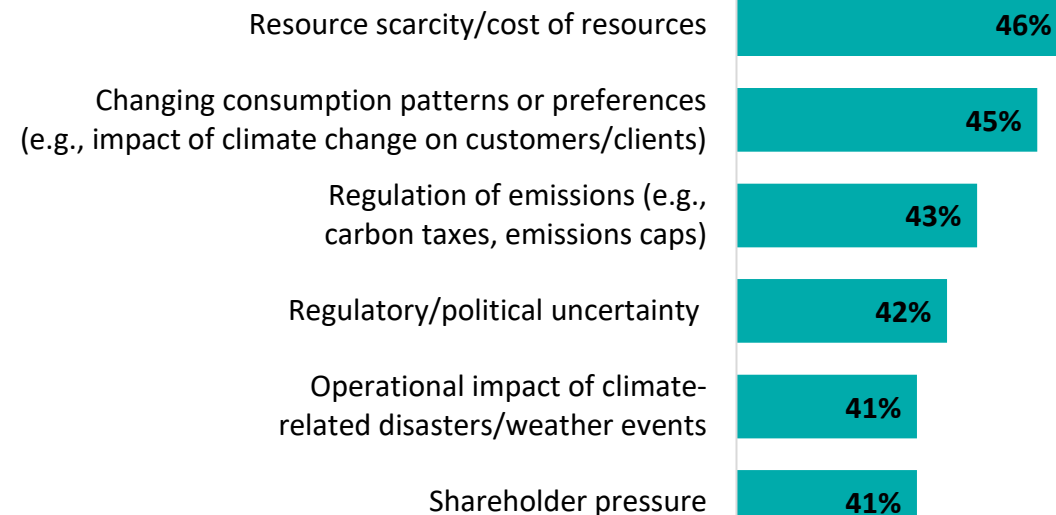 Resource scarcity/cost of resources 46%
Changing consumption patterns or preferences
(e.g., impact of climate change on customers/clients) 45%
Regulation of emissions (e.g.,
carbon taxes, emissions caps) 43%
Regulatory/political uncertainty 42%
Operational impact of climate-
related disasters/weather events 41%
Shareholder pressure 41%